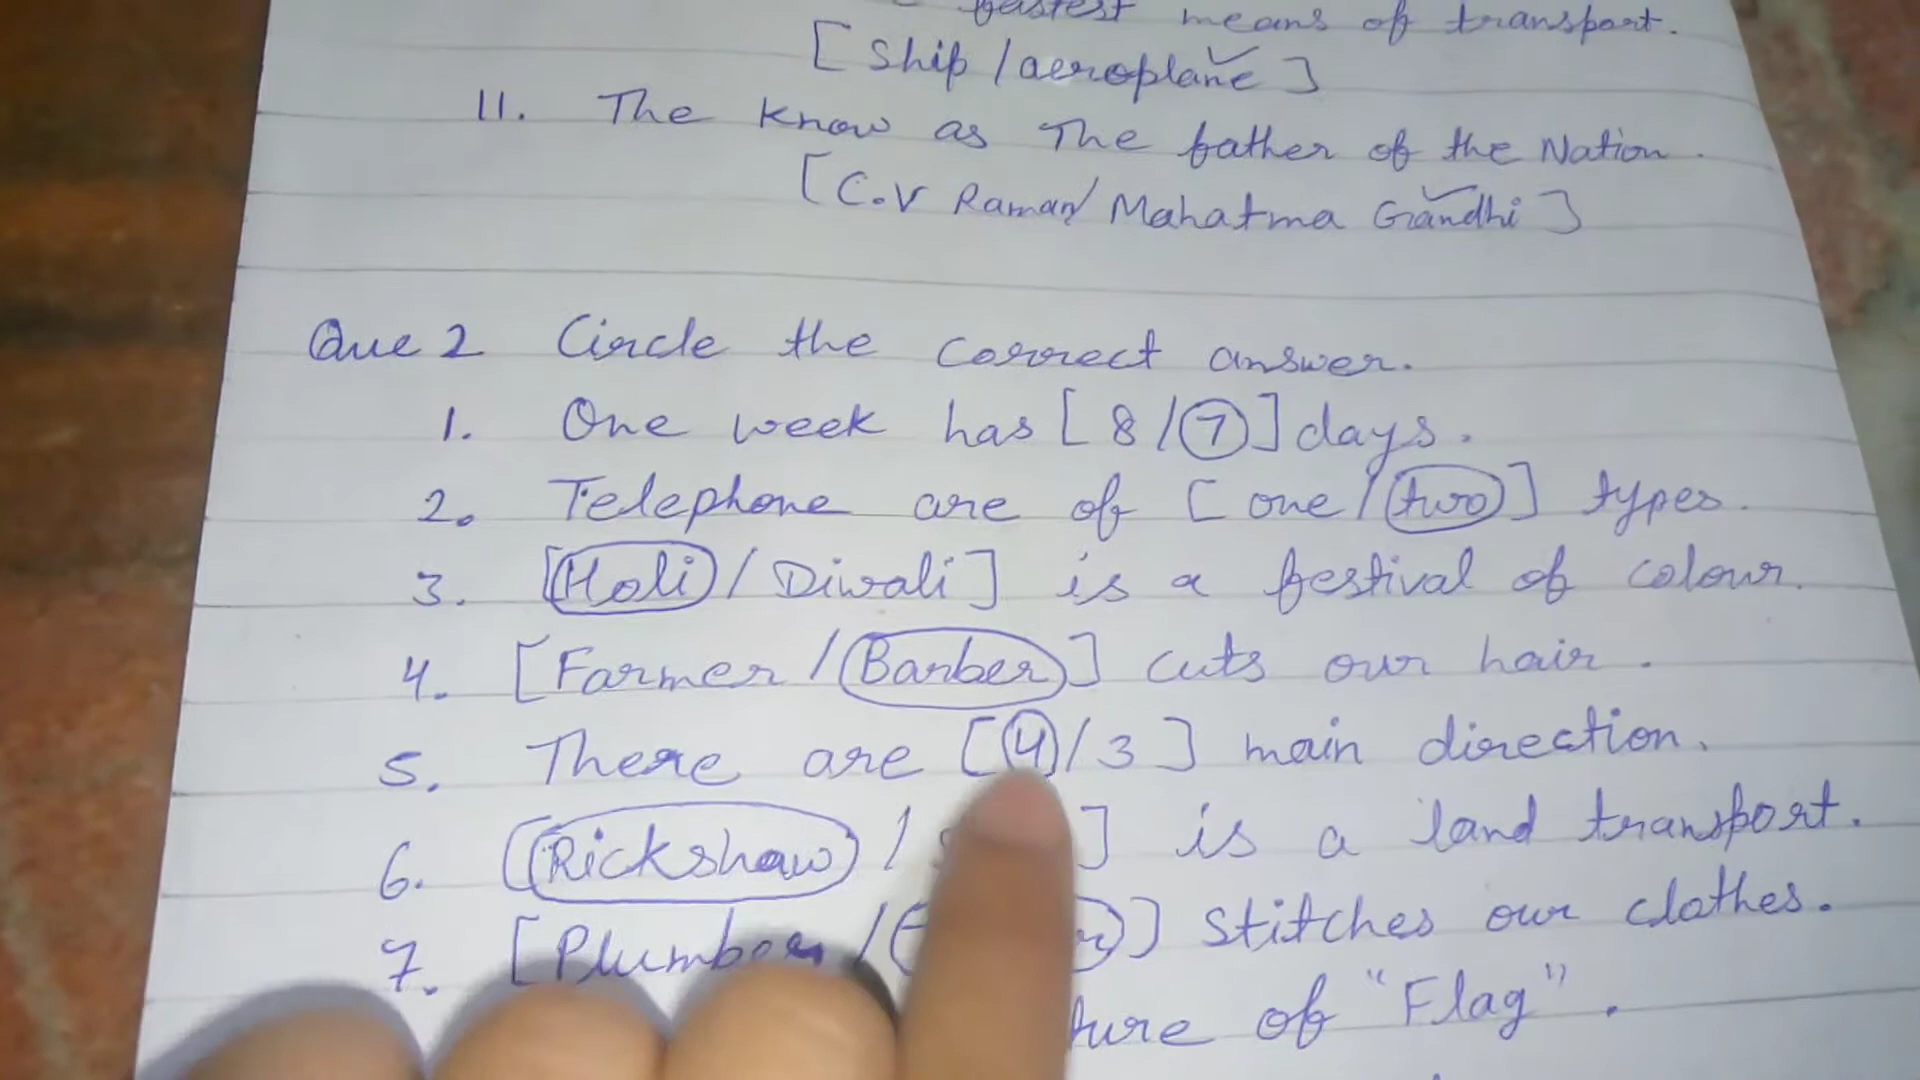 fastest means of transport.
[Ship / aeroplane]
11. The know as The father of the Nation.
[C.V Raman / Mahatma Gandhi]
Que 2 Circle the correct answer.
1. One week has [8/7] days.
2. Telephone are of [one / two] types.
3. [Holi / Diwali] is a festival of colour.
4. [Farmer / Barber] cuts our hair.
5. There are [4/3] main direction.
6. [Rickshaw / ] is a land transport.
7. [Plumber / ] Stitches our clothes.
of "Flag".